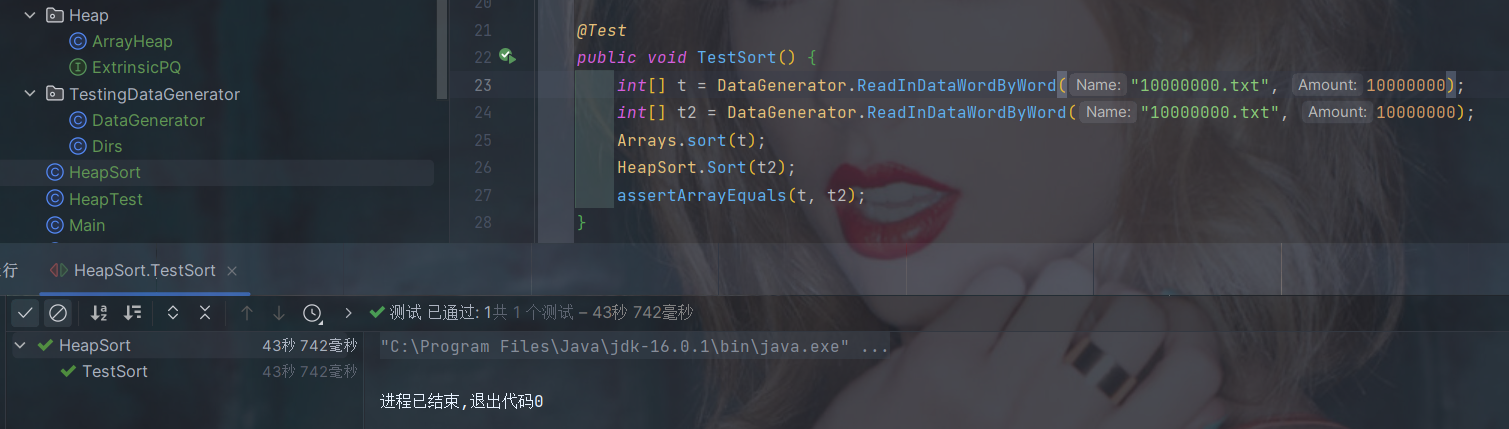 Heap
ArrayHeap
ExtrinsicPQ
TestingDataGenerator
DataGenerator
Dirs
HeapSort
HeapTest
Main
20
21 @Test
22 public void TestSort() {
23 int[] t = DataGenerator.ReadInDataWordByWord( Name: "10000000.txt", Amount: 10000000);
24 int[] t2 = DataGenerator.ReadInDataWordByWord( Name: "10000000.txt", Amount: 10000000);
25 Arrays.sort(t);
26 HeapSort.Sort(t2);
27 assertArrayEquals(t, t2);
28 }
行 HeapSort.TestSort ×
测试 已通过: 1共 1 个测试 – 43秒 742毫秒
HeapSort 43秒 742毫秒
TestSort 43秒 742毫秒
"C:\Program Files\Java\jdk-16.0.1\bin\java.exe" ...
进程已结束,退出代码0